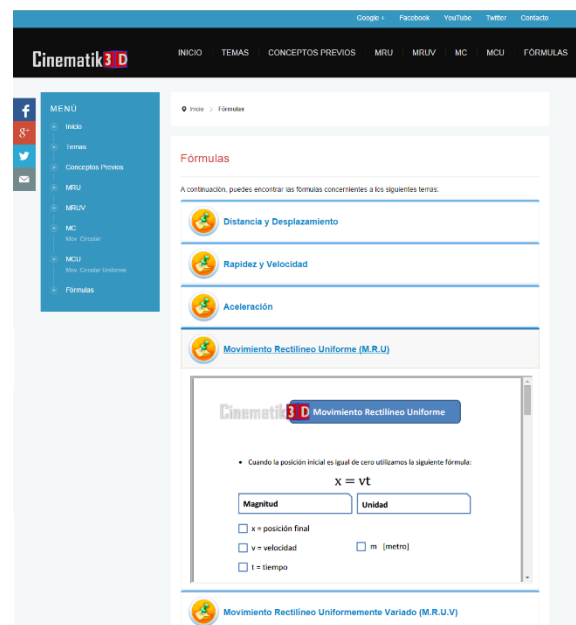 Google + Facebook YouTube Twitter Contacto
Cinematik3D
INICIO TEMAS CONCEPTOS PREVIOS MRU MRUV MC MCU FÓRMULAS
MENÚ
Inicio
Temas
Conceptos Previos
MRU
MRUV
MC
Mov. Circular
MCU
Mov. Circular Uniforme
Fórmulas
Inicio > Fórmulas
Fórmulas
A continuación, puedes encontrar las fórmulas concernientes a los siguientes temas:
Distancia y Desplazamiento
Rapidez y Velocidad
Aceleración
Movimiento Rectilíneo Uniforme (M.R.U)
Cinematik3D Movimiento Rectilíneo Uniforme
• Cuando la posición inicial es igual de cero utilizamos la siguiente fórmula:
x = vt
Magnitud Unidad
x = posición final
v = velocidad m [metro]
t = tiempo
Movimiento Rectilíneo Uniformemente Variado (M.R.U.V)